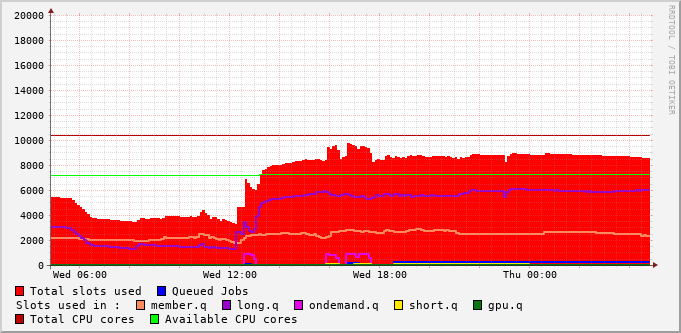 RRDTOOL / TOBI OETIKER
20000
18000
16000
14000
12000
10000
8000
6000
4000
2000
0
Wed 06:00 Wed 12:00 Wed 18:00 Thu 00:00
Total slots used Queued Jobs
Slots used in : member.q long.q ondemand.q short.q gpu.q
Total CPU cores Available CPU cores